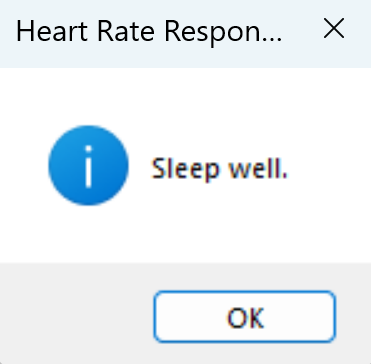 Heart Rate Respon...
Sleep well.
OK